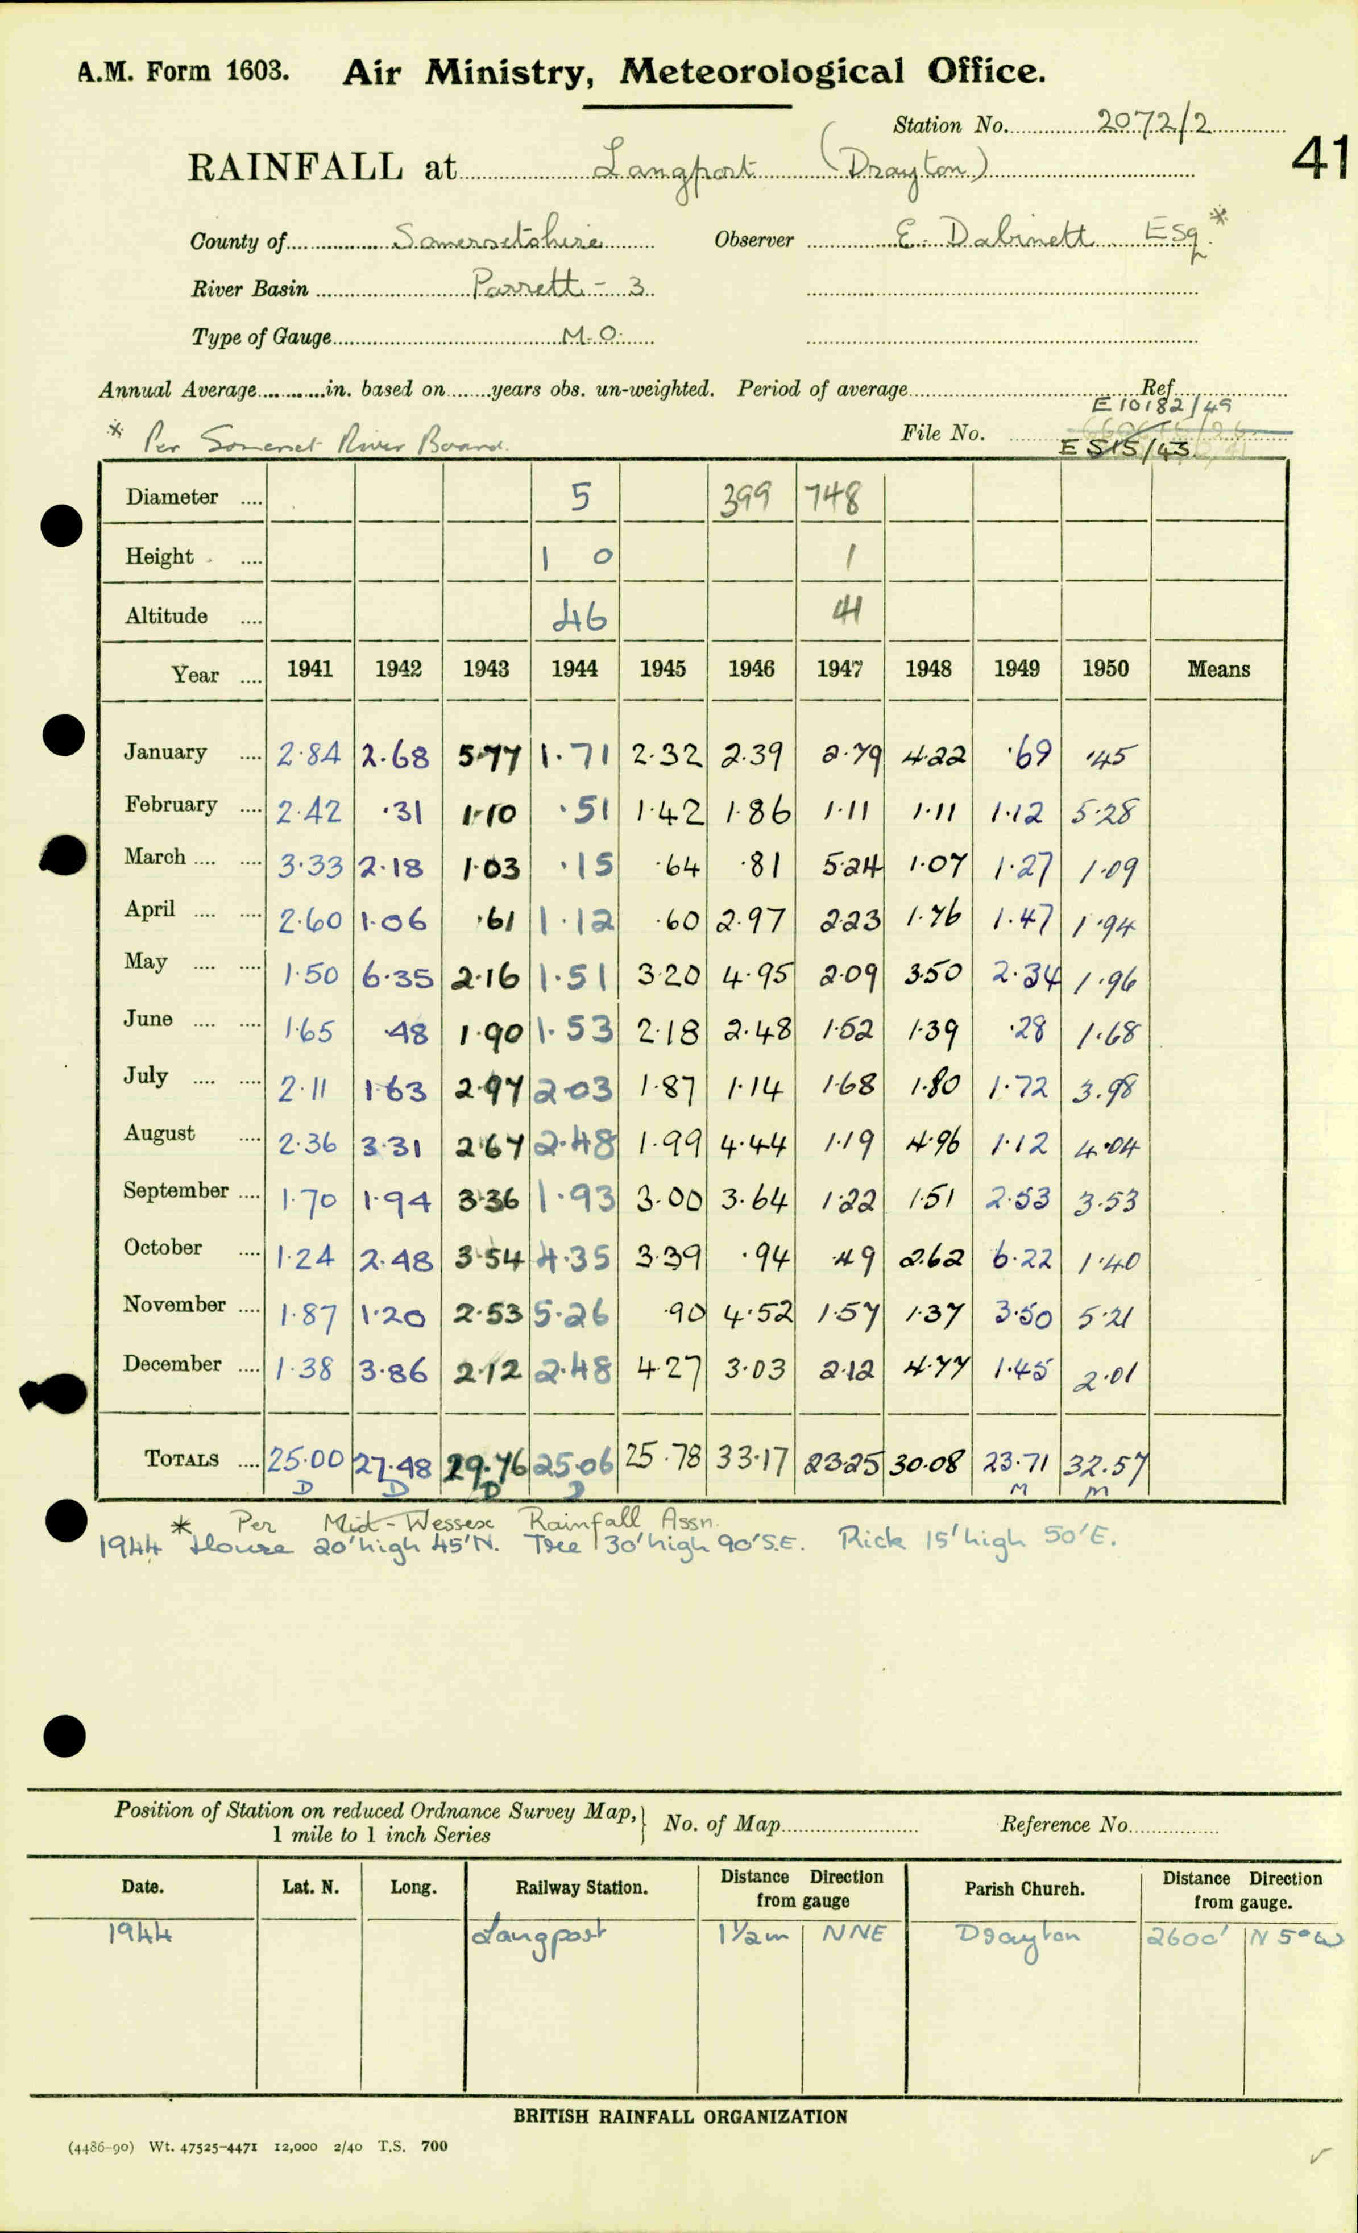 A.M. Form 1603. Air Ministry, Meteorological Office.
Station No. 2072/2
41
RAINFALL at Langport (Drayton)
County of Somersetshire Observer E. Dabinett Esq. *
River Basin Parrett - 3
Type of Gauge M.O.
Annual Average in. based on years obs. un-weighted. Period of average Ref
E 10182/49
* Per Somerset River Board. File No.
E 515/43
Diameter 5 399 748
Height 1 0 1
Altitude 46 41
Year 1941 1942 1943 1944 1945 1946 1947 1948 1949 1950 Means
January 2.84 2.68 5.77 1.71 2.32 2.39 2.79 4.22 .69 .45
February 2.42 .31 1.10 .51 1.42 1.86 1.11 1.11 1.12 5.28
March 3.33 2.18 1.03 .15 .64 .81 5.24 1.07 1.27 1.09
April 2.60 1.06 .61 1.12 .60 2.97 2.23 1.76 1.47 1.94
May 1.50 6.35 2.16 1.51 3.20 4.95 2.09 3.50 2.34 1.96
June 1.65 .48 1.90 1.53 2.18 2.48 1.52 1.39 .28 1.68
July 2.11 1.63 2.97 2.03 1.87 1.14 1.68 1.80 1.72 3.98
August 2.36 3.31 2.67 2.48 1.99 4.44 1.19 4.96 1.12 4.04
September 1.70 1.94 3.36 1.93 3.00 3.64 1.22 1.51 2.53 3.53
October 1.24 2.48 3.54 4.35 3.39 .94 .49 2.62 6.22 1.40
November 1.87 1.20 2.53 5.26 .90 4.52 1.57 1.37 3.50 5.21
December 1.38 3.86 2.12 2.48 4.27 3.03 2.12 4.77 1.45 2.01
TOTALS 25.00 27.48 29.76 25.06 25.78 33.17 23.25 30.08 23.71 32.57
D D D D M M
* Per Mid-Wessex Rainfall Assn.
1944 House 20' high 45' N. Tree 30' high 90' S.E. Rick 15' high 50' E.
Position of Station on reduced Ordnance Survey Map, No. of Map Reference No.
1 mile to 1 inch Series
Date. Lat. N. Long. Railway Station. Distance Direction from gauge Parish Church. Distance Direction from gauge.
1944 Langport 1½m NNE Drayton 2600' N 5° W
BRITISH RAINFALL ORGANIZATION
(4486-90) Wt. 47525-4471 12,000 2/40 T.S. 700